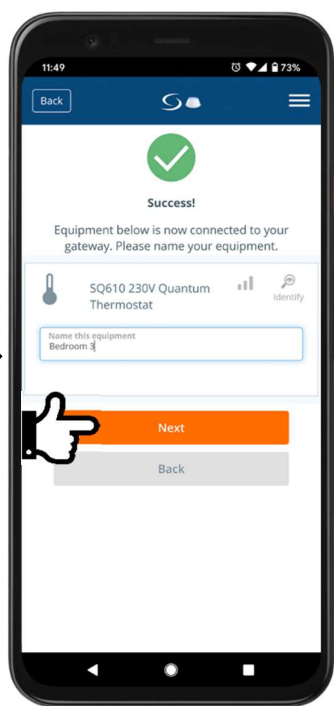 11:49
73%
Back
Success!
Equipment below is now connected to your
gateway. Please name your equipment.
SQ610 230V Quantum
Thermostat
Identify
Name this equipment
Bedroom 3
Next
Back